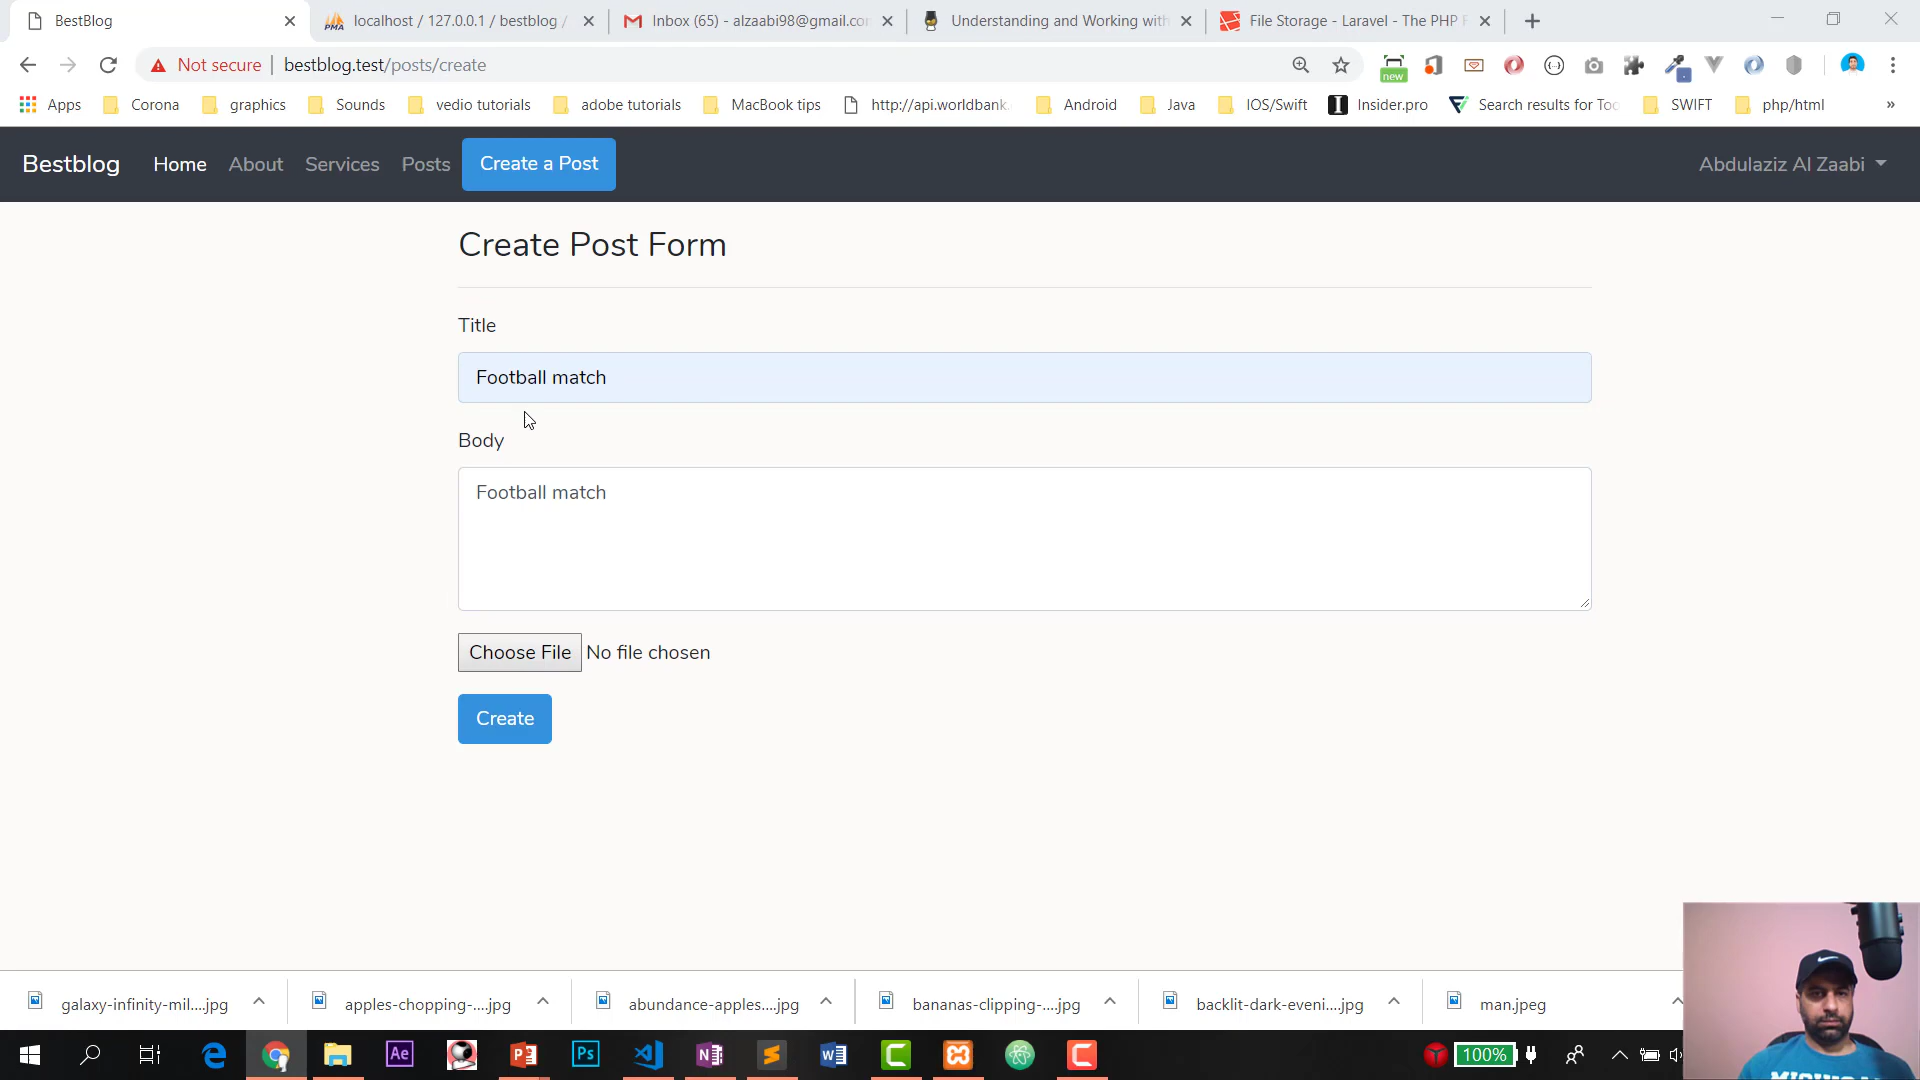 BestBlog
localhost / 127.0.0.1 / bestblog /
Inbox (65) - alzaabi98@gmail.co
Understanding and Working with
File Storage - Laravel - The PHP F
Not secure
bestblog.test/posts/create
new
Apps
Corona
graphics
Sounds
vedio tutorials
adobe tutorials
MacBook tips
http://api.worldbank.
Android
Java
IOS/Swift
Insider.pro
Search results for Too
SWIFT
php/html
»
Bestblog
Home
About
Services
Posts
Create a Post
Abdulaziz Al Zaabi
Create Post Form
Title
Football match
Body
Football match
Choose File
No file chosen
Create
galaxy-infinity-mil....jpg
apples-chopping-....jpg
abundance-apples....jpg
bananas-clipping-....jpg
backlit-dark-eveni....jpg
man.jpeg
100%